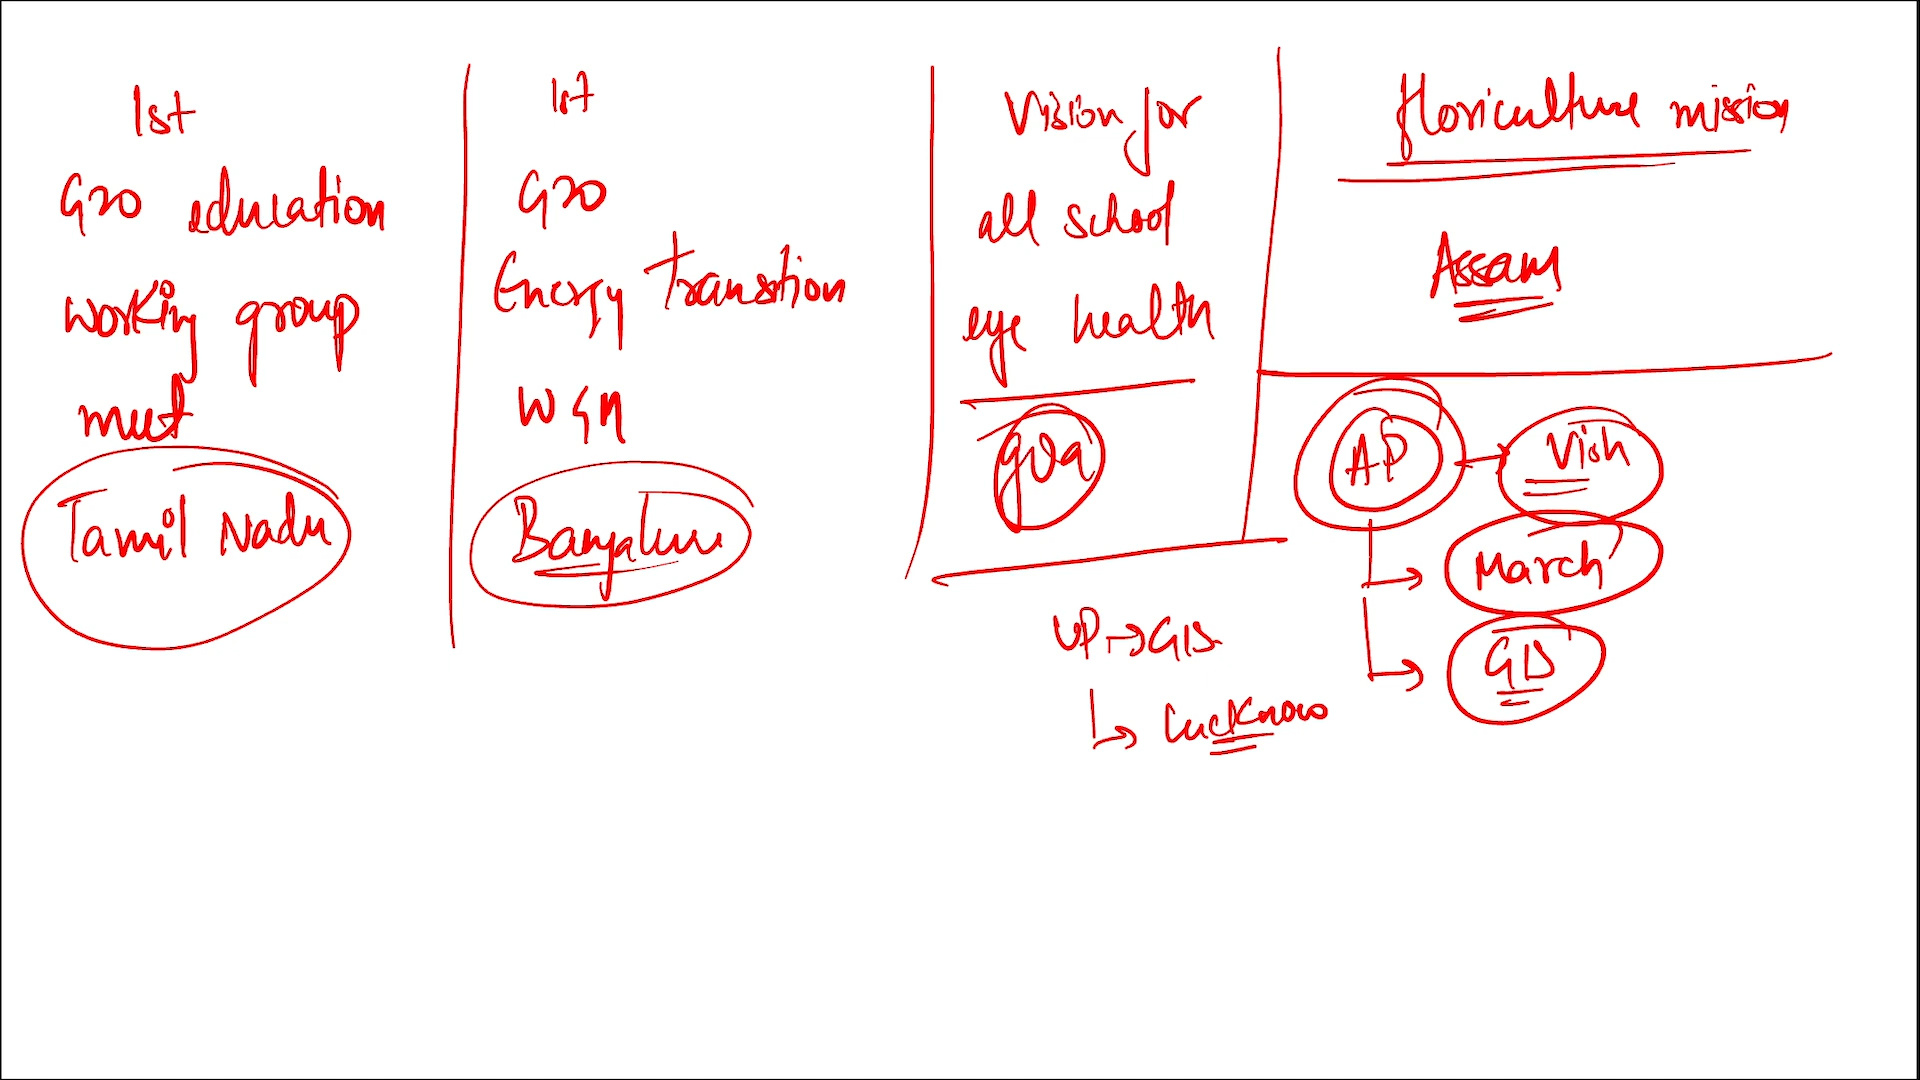 1st
G20 education
working group
meet
Tamil Nadu
1st
G20
Energy Transition
WGM
Bangaluru
Vision for
all school
eye health
goa
Floriculture mission
Assam
AP → Vish
→ March
→ GIS
UP → GIS
→ Lucknow